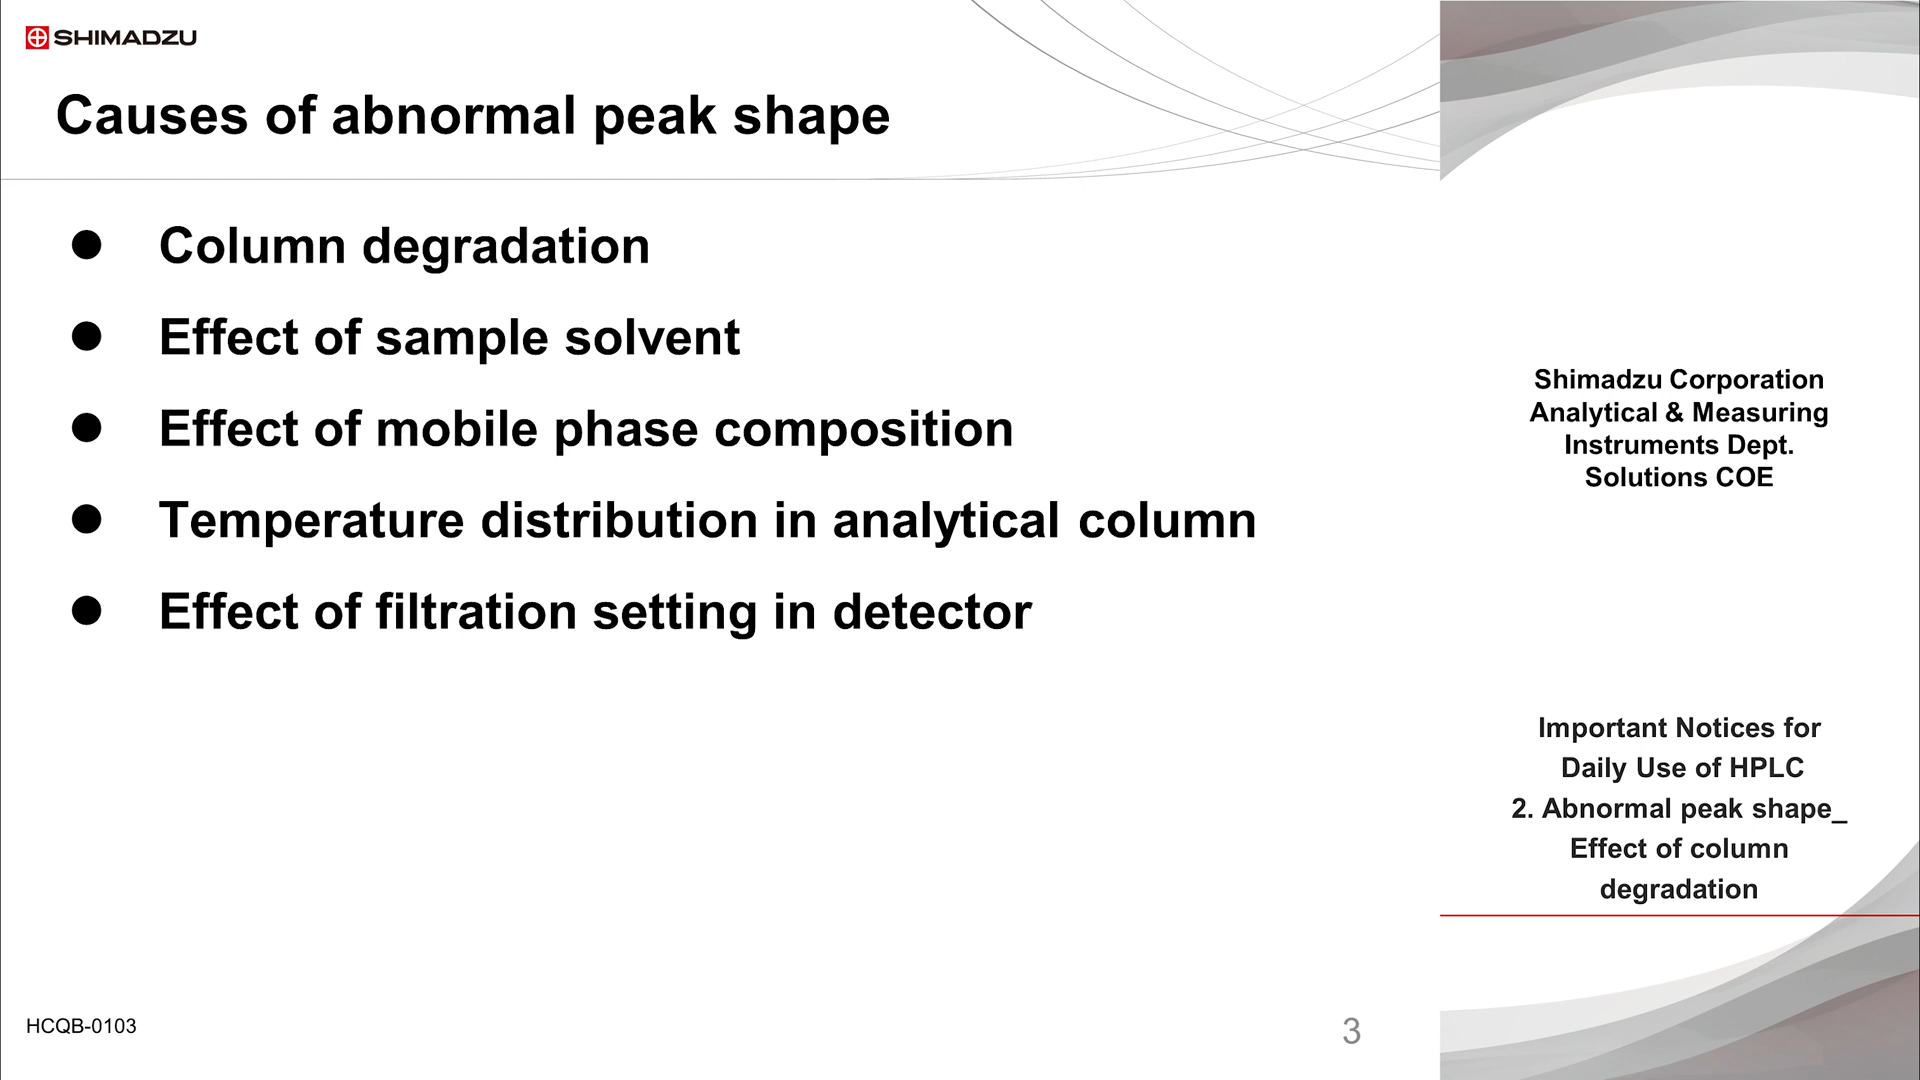 SHIMADZU
Causes of abnormal peak shape
● Column degradation
● Effect of sample solvent
● Effect of mobile phase composition
● Temperature distribution in analytical column
● Effect of filtration setting in detector
Shimadzu Corporation
Analytical & Measuring
Instruments Dept.
Solutions COE
Important Notices for
Daily Use of HPLC
2. Abnormal peak shape_
Effect of column
degradation
HCQB-0103
3